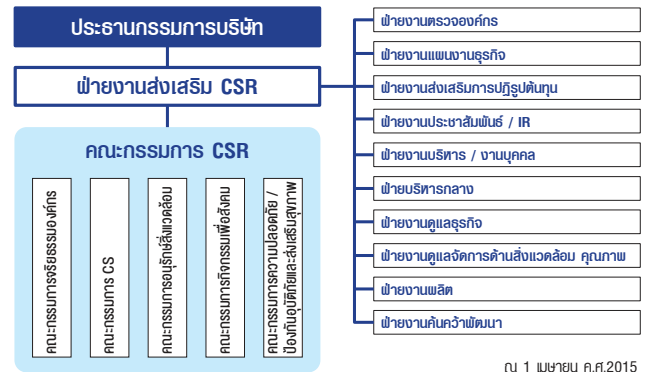 ประธานกรรมการบริษัท
ฝ่ายงานส่งเสริม CSR
คณะกรรมการ CSR
คณะกรรมการจริยธรรมองค์กร
คณะกรรมการ CS
คณะกรรมการอนุรักษ์สิ่งแวดล้อม
คณะกรรมการกิจกรรมเพื่อสังคม
คณะกรรมการความปลอดภัย /
ป้องกันอุบัติภัยและส่งเสริมสุขภาพ
ฝ่ายงานตรวจองค์กร
ฝ่ายงานแผนงานธุรกิจ
ฝ่ายงานส่งเสริมการปฏิรูปต้นทุน
ฝ่ายงานประชาสัมพันธ์ / IR
ฝ่ายงานบริหาร / งานบุคคล
ฝ่ายบริหารกลาง
ฝ่ายงานดูแลธุรกิจ
ฝ่ายงานดูแลจัดการด้านสิ่งแวดล้อม คุณภาพ
ฝ่ายงานผลิต
ฝ่ายงานค้นคว้าพัฒนา
ณ 1 เมษายน ค.ศ.2015